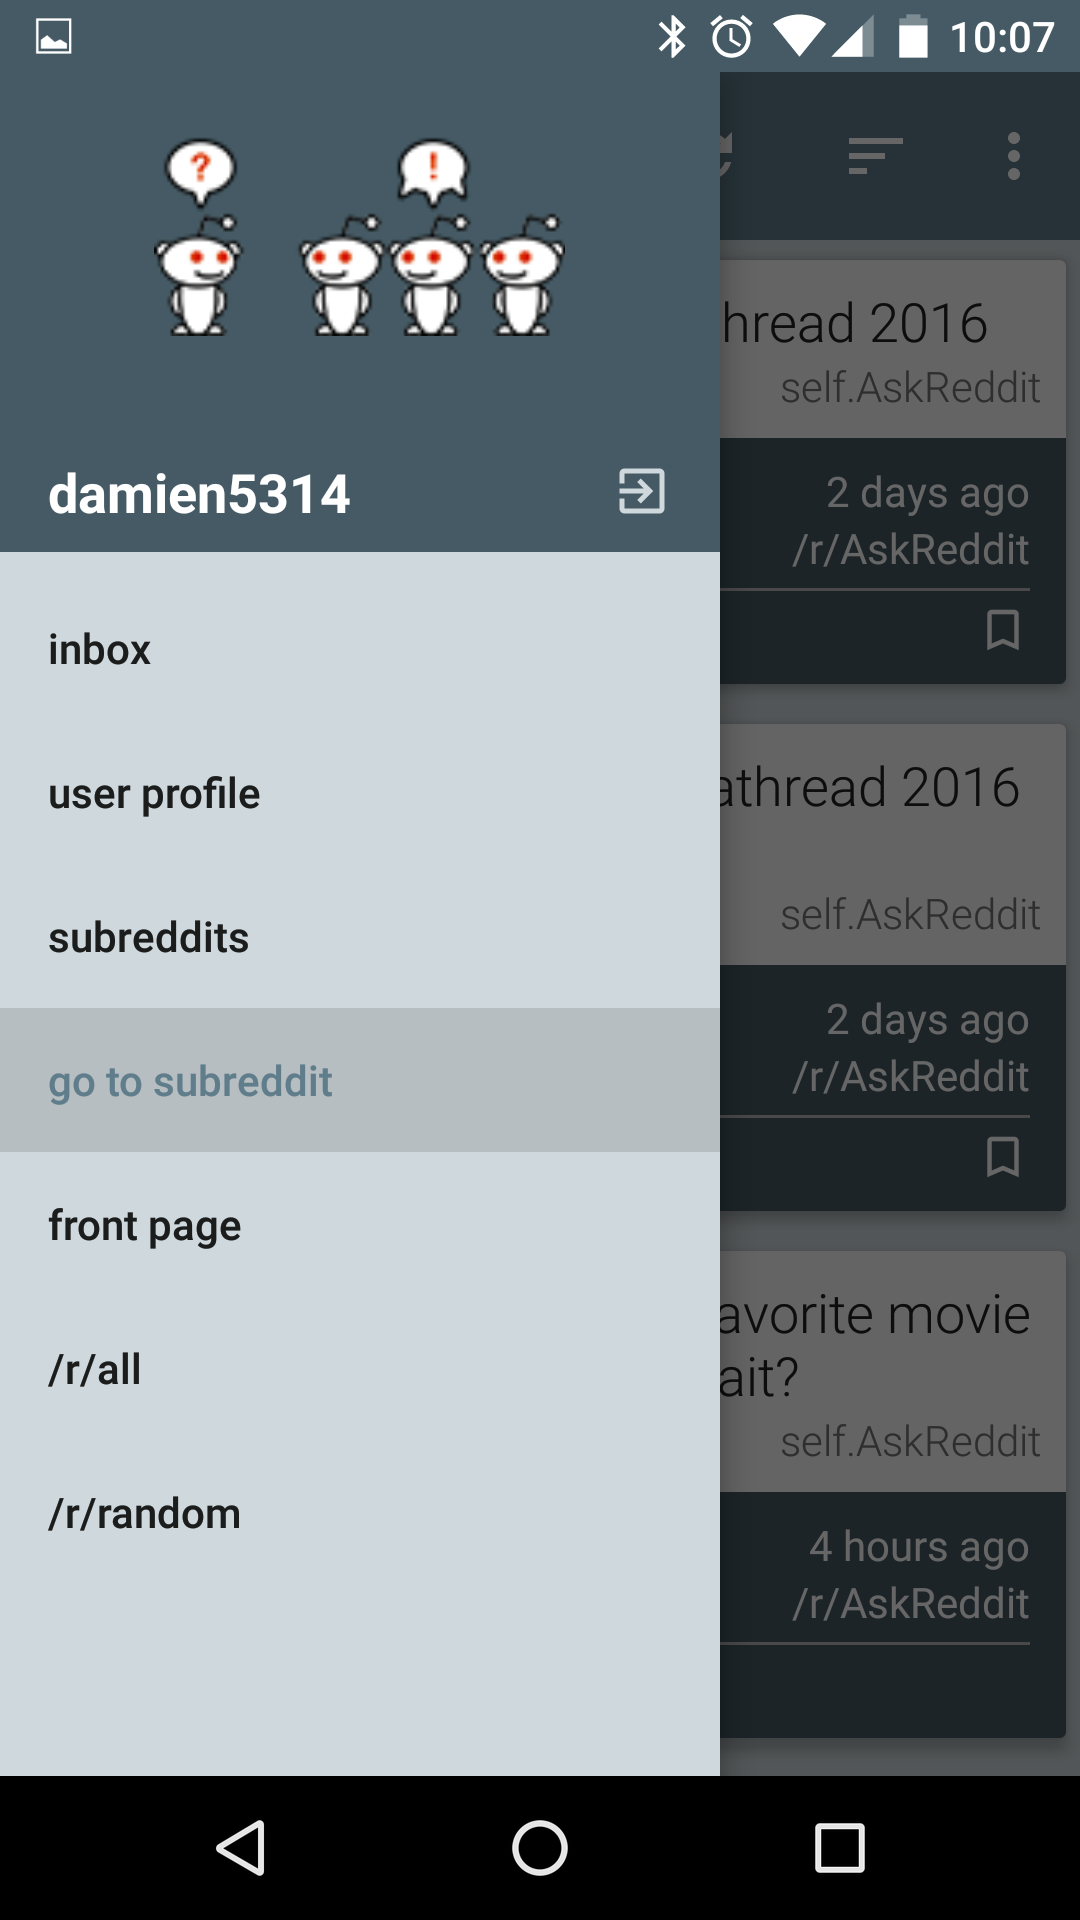 10:07
?
!
damien5314
inbox
user profile
subreddits
go to subreddit
front page
/r/all
/r/random
hread 2016
self.AskReddit
2 days ago
/r/AskReddit
athread 2016
self.AskReddit
2 days ago
/r/AskReddit
avorite movie
ait?
self.AskReddit
4 hours ago
/r/AskReddit